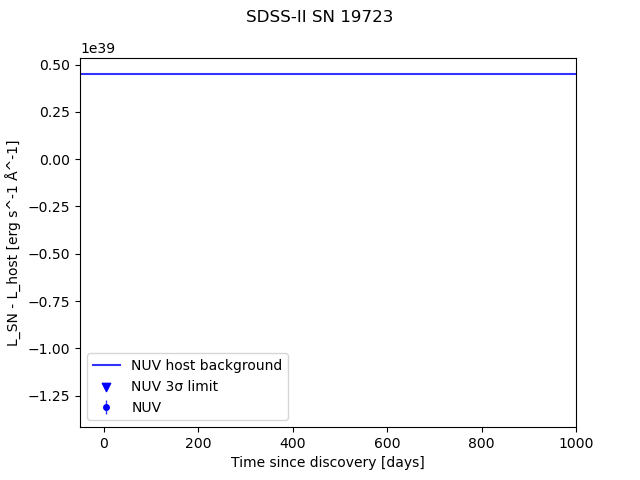 SDSS-II SN 19723
1e39
0.50
0.25
0.00
−0.25
−0.50
−0.75
−1.00
−1.25
L_SN - L_host [erg s^-1 Å^-1]
NUV host background
NUV 3σ limit
NUV
0 200 400 600 800 1000
Time since discovery [days]